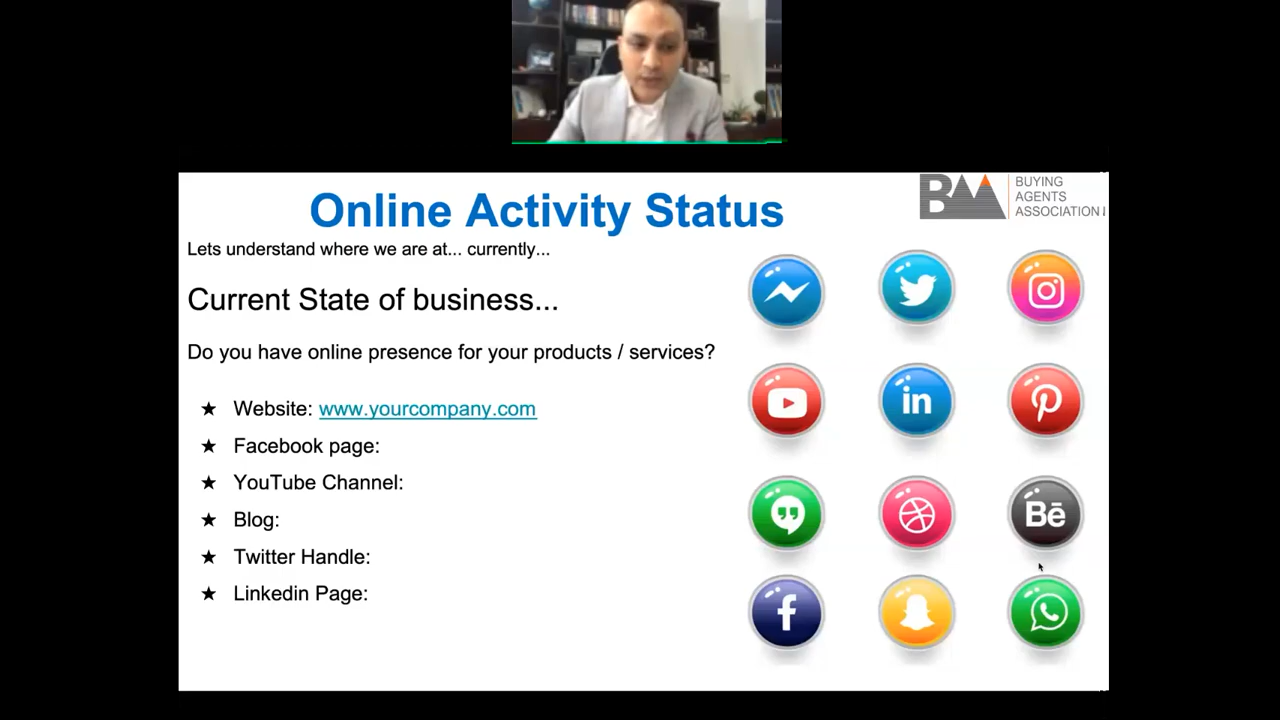 Online Activity Status
BUYING
AGENTS
ASSOCIATION
Lets understand where we are at... currently...
Current State of business...
Do you have online presence for your products / services?
★ Website: www.yourcompany.com
★ Facebook page:
★ YouTube Channel:
★ Blog:
★ Twitter Handle:
★ Linkedin Page:
in
Bē
f